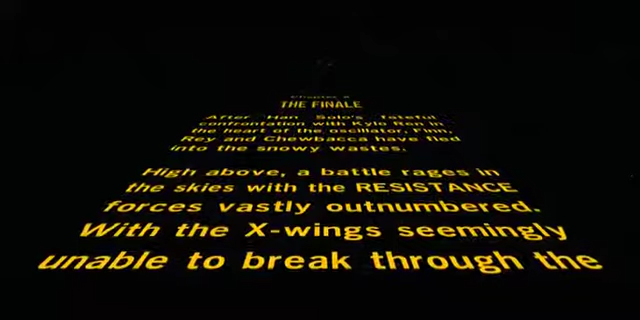 THE FINALE
After Han Solo's fateful
confrontation with Kylo Ren in
the heart of the oscillator, Finn,
Rey and Chewbacca have fled
into the snowy wastes.
High above, a battle rages in
the skies with the RESISTANCE
forces vastly outnumbered.
With the X-wings seemingly
unable to break through the